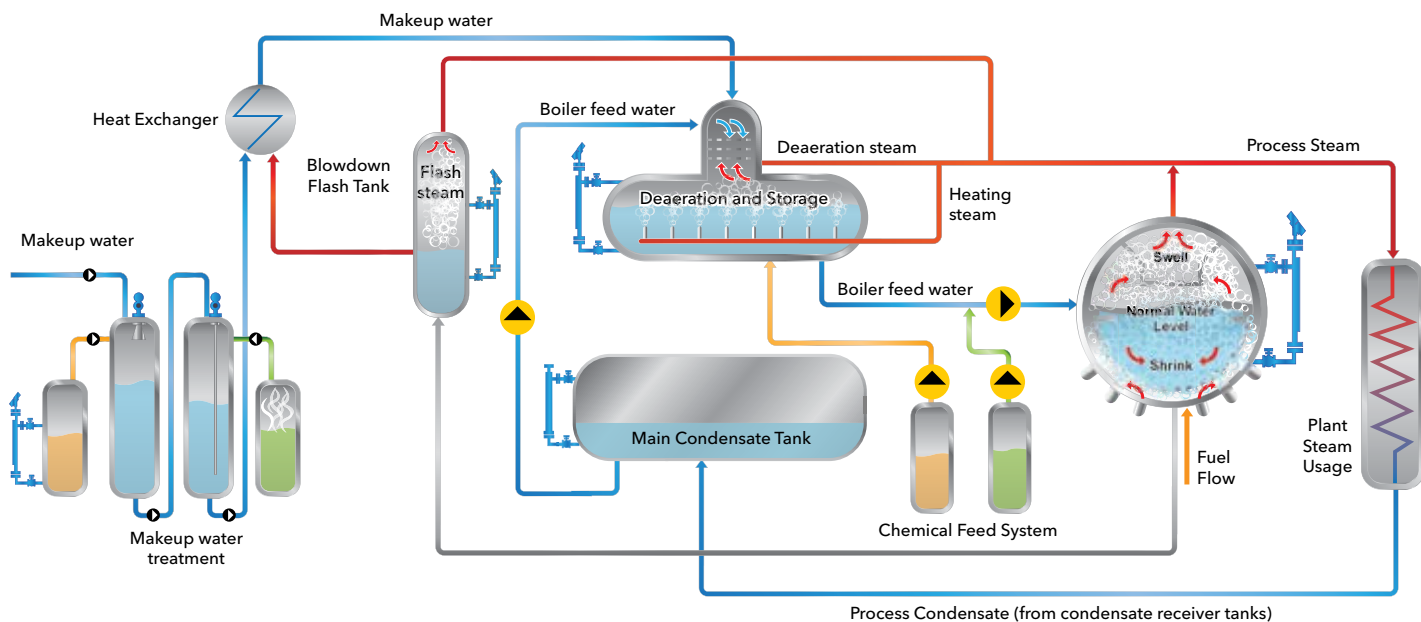 Makeup water
Heat Exchanger
Boiler feed water
Blowdown
Flash Tank
Flash
steam
Deaeration steam
Process Steam
Deaeration and Storage
Heating
steam
Makeup water
Swell
Boiler feed water
Normal Water
Level
Shrink
Main Condensate Tank
Plant
Steam
Usage
Fuel
Flow
Chemical Feed System
Makeup water
treatment
Process Condensate (from condensate receiver tanks)